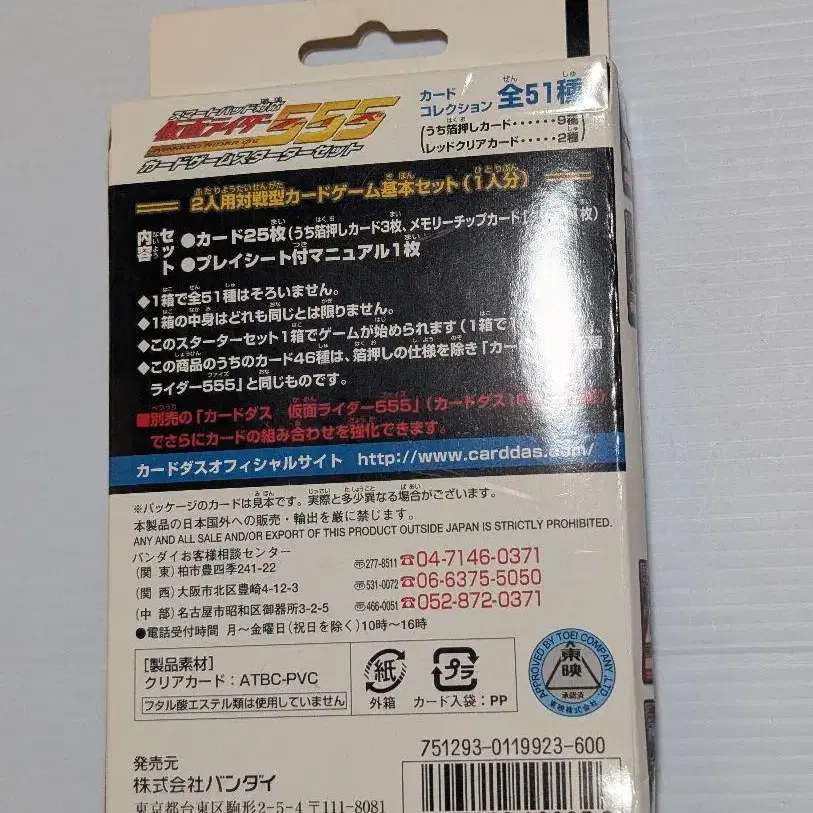 スマートパッド対応
仮面ライダー555
カードゲームスターターセット
カード
コレクション 全51種
(うち箔押しカード・・・・・・9種
レッドクリアカード・・・・・2種)
2人用対戦型カードゲーム基本セット(1人分)
セット内容
●カード25枚(うち箔押しカード3枚、メモリーチップカード 枚)
●プレイシート付マニュアル1枚
◆1箱で全51種はそろいません。
◆1箱の中身はどれも同じとは限りません。
◆このスターターセット1箱でゲームが始められます(1箱で
◆この商品のうちのカード46種は、箔押しの仕様を除き「カード
ライダー555」と同じものです。
■別売の「カードダス 仮面ライダー555」(カードダス
でさらにカードの組み合わせを強化できます。
カードダスオフィシャルサイト http://www.carddas.com/
※パッケージのカードは見本です。実際と多少異なる場合がございます。
本製品の日本国外への販売・輸出を厳に禁じます。
ANY AND ALL SALE AND/OR EXPORT OF THIS PRODUCT OUTSIDE JAPAN IS STRICTLY PROHIBITED.
バンダイお客様相談センター
(関 東)柏市豊四季241-22 〒277-8511 ☎04-7146-0371
(関 西)大阪市北区豊崎4-12-3 〒531-0072 ☎06-6375-5050
(中 部)名古屋市昭和区御器所3-2-5 〒466-0051 ☎052-872-0371
●電話受付時間 月〜金曜日(祝日を除く)10時〜16時
[製品素材]
クリアカード:ATBC-PVC
フタル酸エステル類は使用していません
紙
外箱
プラ
カード入袋:PP
APPROVED BY TOEI COMPANY, LTD.
東映
承認済
東映株式会社
751293-0119923-600
発売元
株式会社バンダイ
東京都台東区駒形2-5-4 〒111-8081